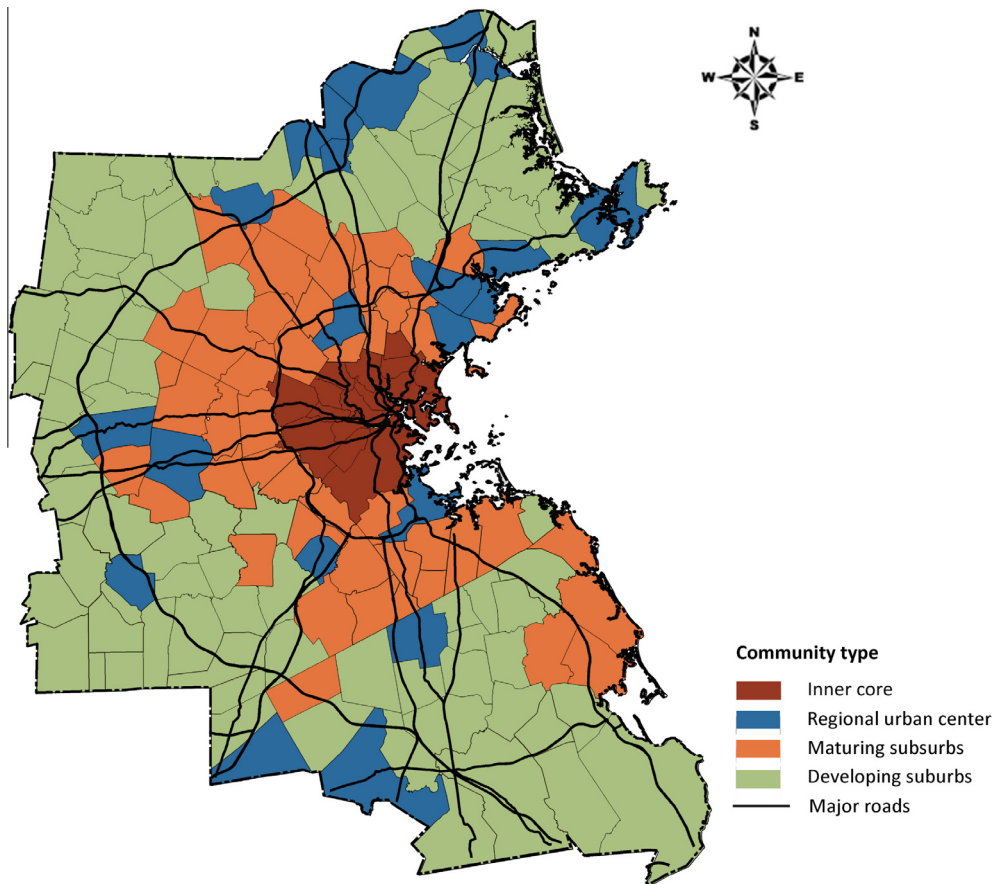 N
W
E
S
Community type
Inner core
Regional urban center
Maturing subsurbs
Developing suburbs
Major roads